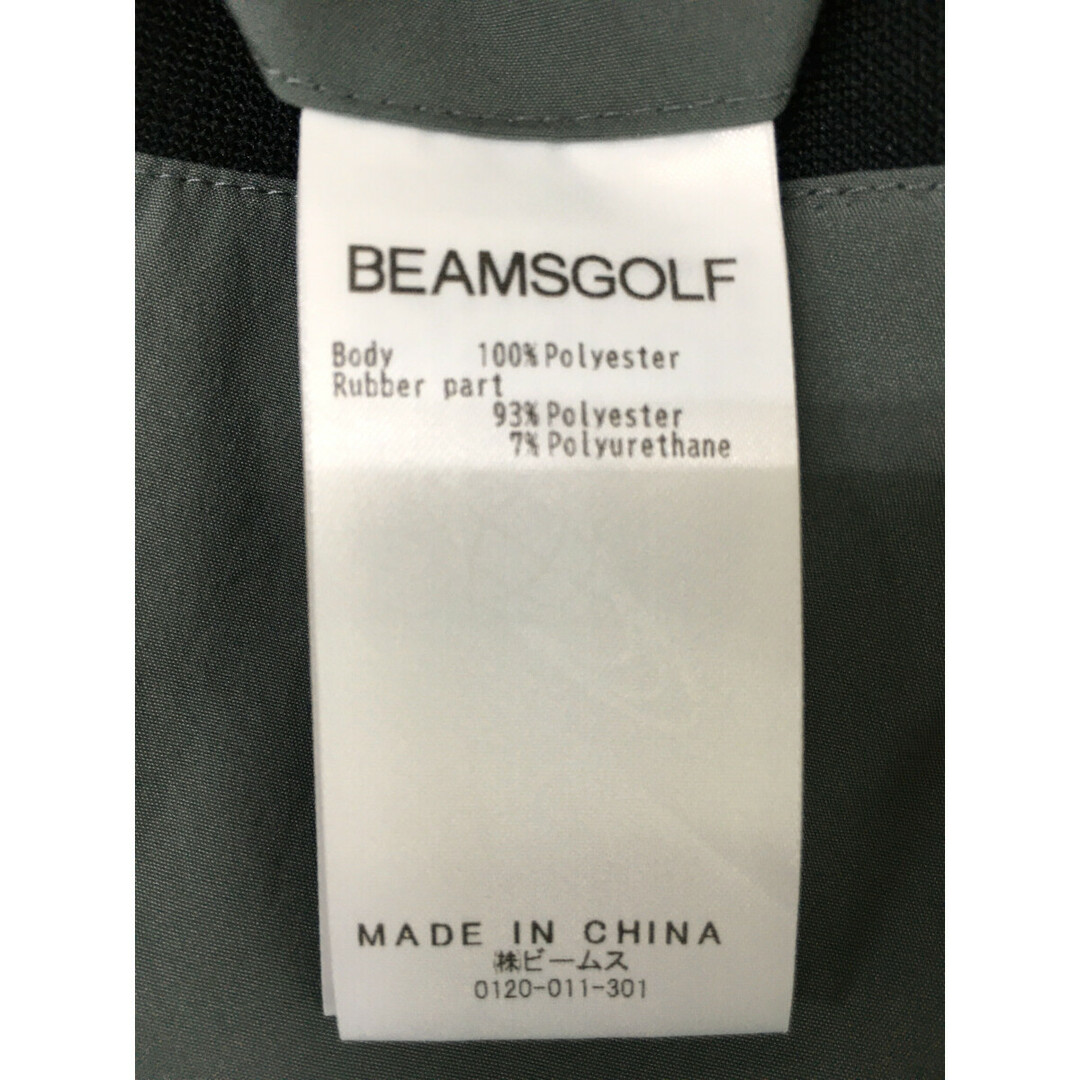 BEAMSGOLF
Body 100%Polyester
Rubber part
93%Polyester
7%Polyurethane
MADE IN CHINA
㈱ビームス
0120-011-301